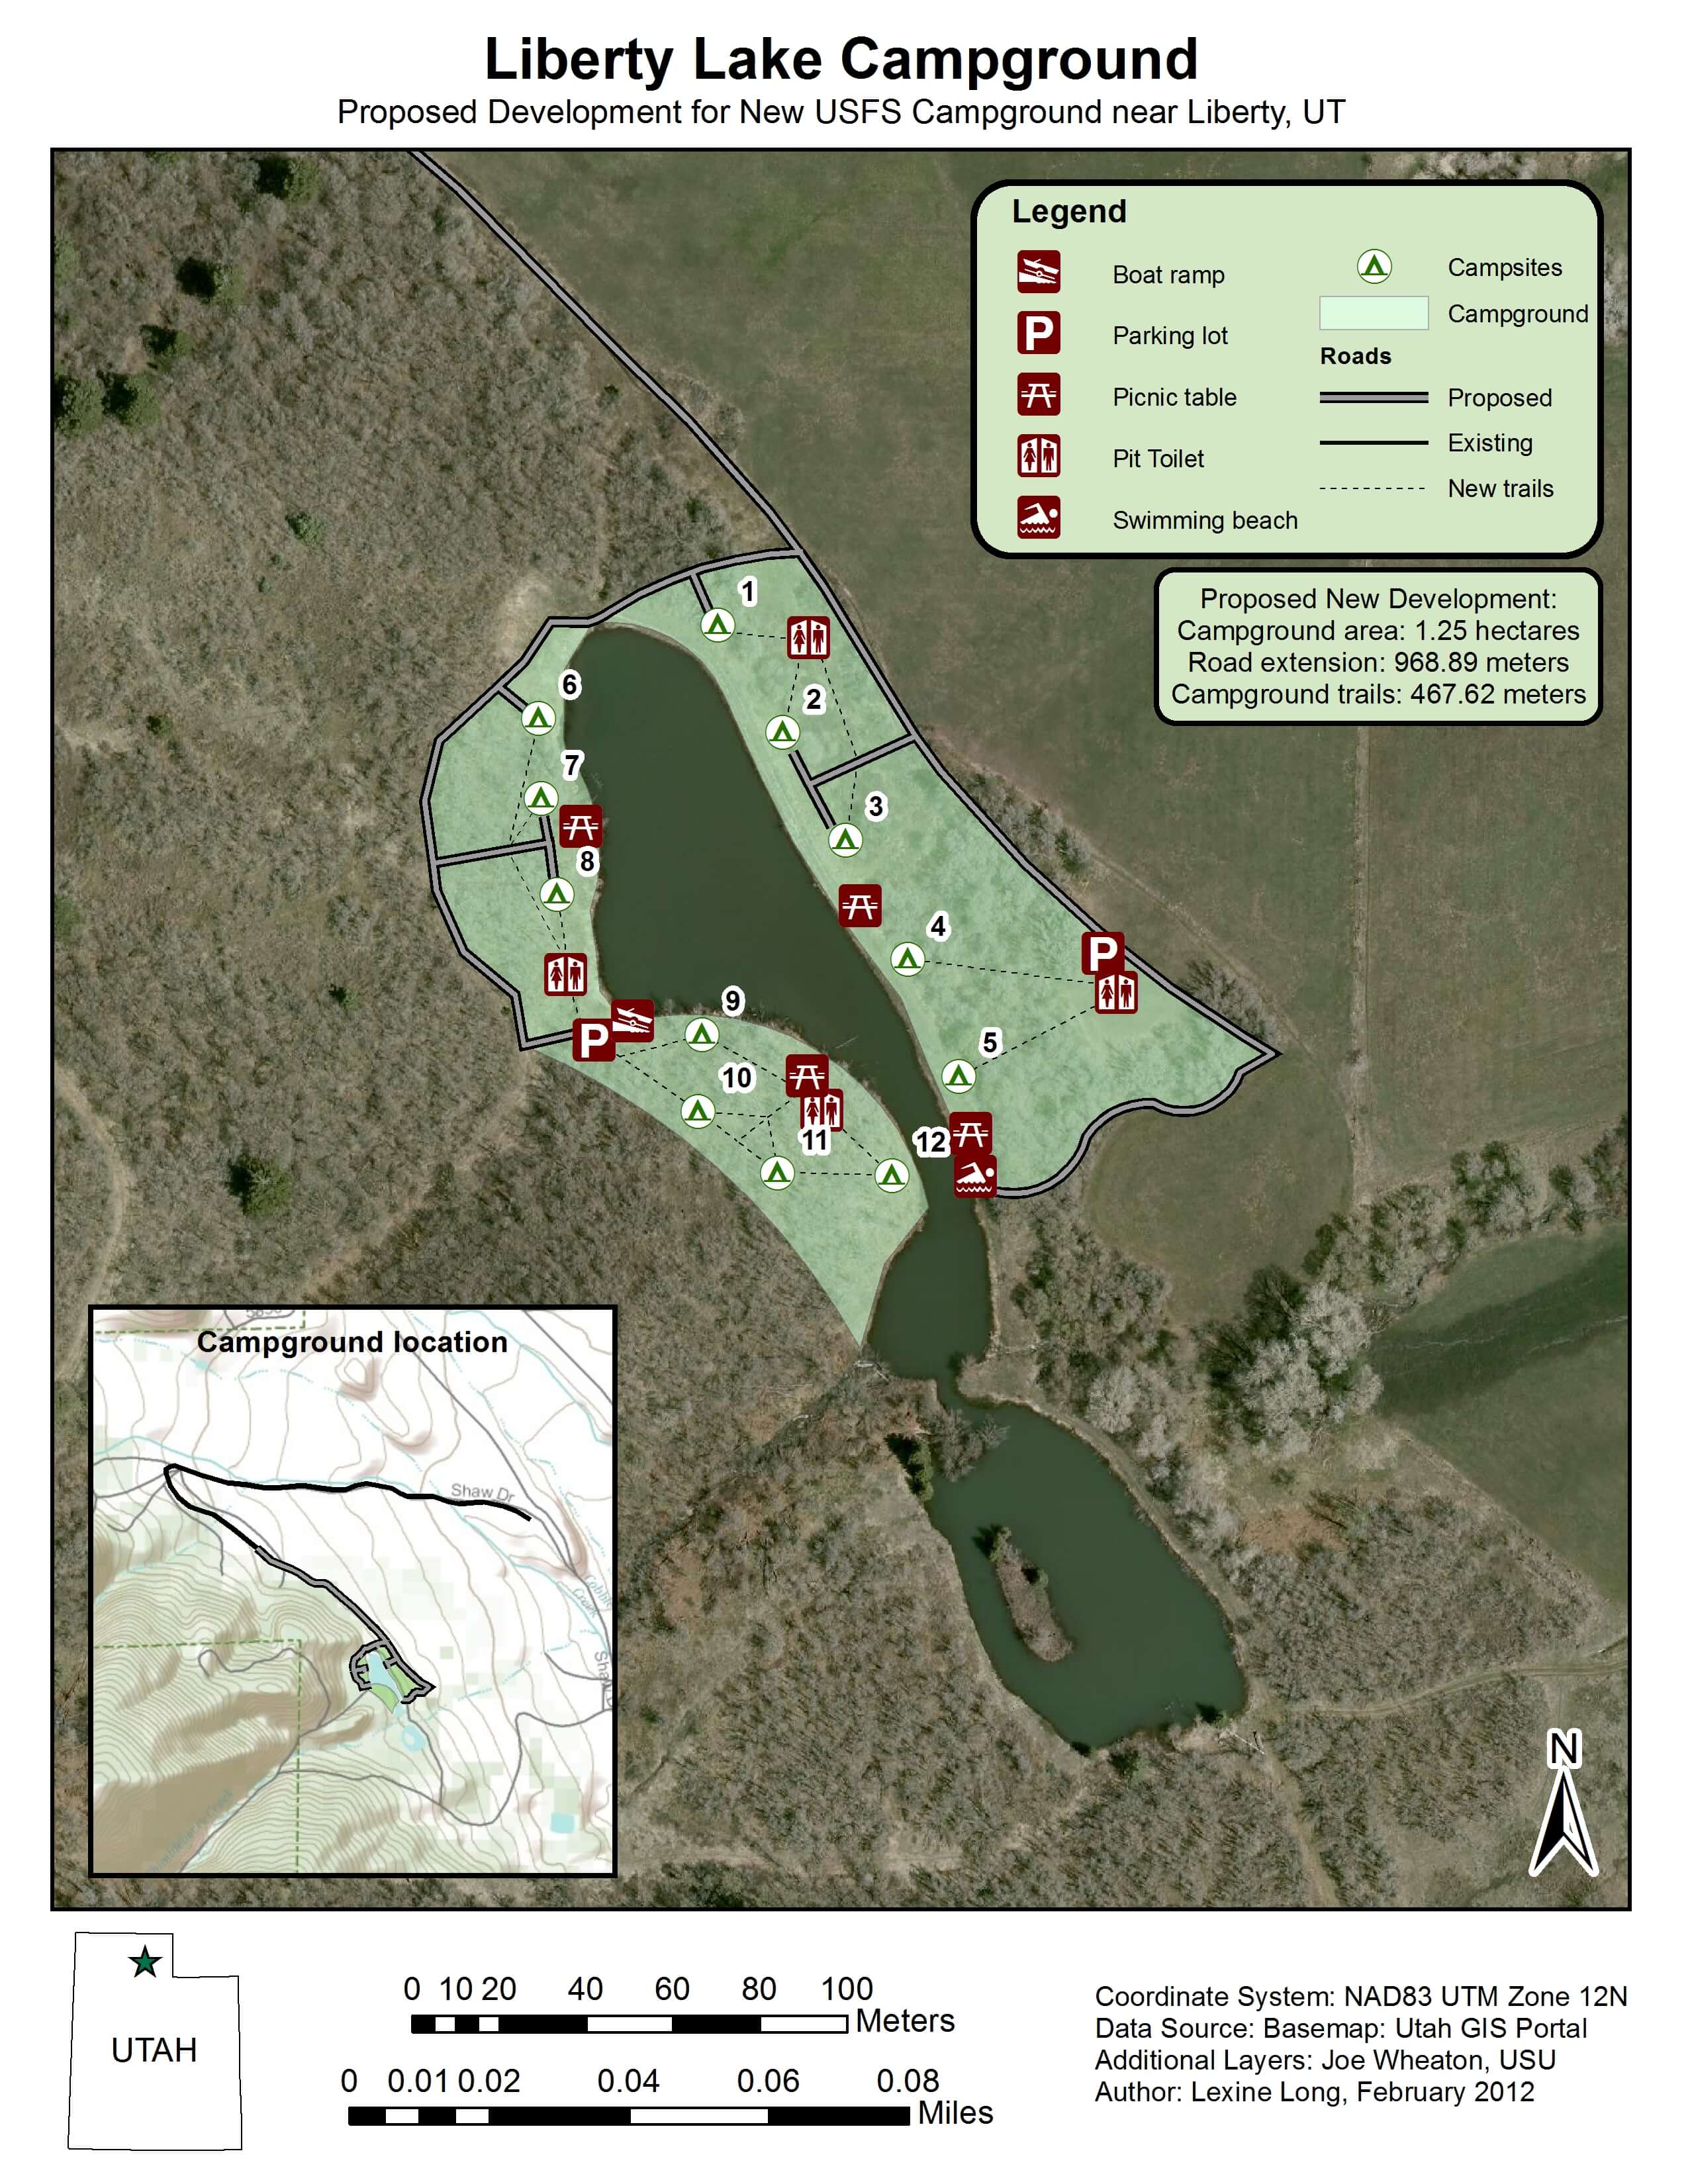 Liberty Lake Campground
Proposed Development for New USFS Campground near Liberty, UT
Legend
Boat ramp
Parking lot
P
Picnic table
Pit Toilet
Swimming beach
Campsites
Campground
Roads
Proposed
Existing
New trails
Proposed New Development:
Campground area: 1.25 hectares
Road extension: 968.89 meters
Campground trails: 467.62 meters
1
2
3
4
5
6
7
8
9
10
11
12
P
P
Campground location
Shaw Dr
Creek
N
UTAH
0 10 20 40 60 80 100
Meters
0 0.01 0.02 0.04 0.06 0.08
Miles
Coordinate System: NAD83 UTM Zone 12N
Data Source: Basemap: Utah GIS Portal
Additional Layers: Joe Wheaton, USU
Author: Lexine Long, February 2012